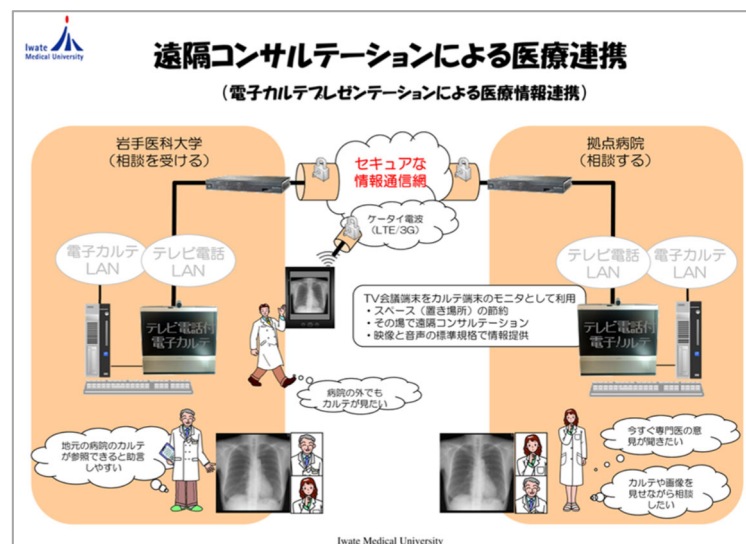 Iwate
Medical University
遠隔コンサルテーションによる医療連携
（電子カルテプレゼンテーションによる医療情報連携）
岩手医科大学
（相談を受ける）
セキュアな
情報通信網
拠点病院
（相談する）
ケータイ電波
（LTE/3G）
電子カルテ
LAN
テレビ電話
LAN
テレビ電話
LAN
電子カルテ
LAN
TV会議端末をカルテ端末のモニタとして利用
・スペース（置き場所）の節約
・その場で遠隔コンサルテーション
・映像と音声の標準規格で情報提供
テレビ電話付
電子カルテ
テレビ電話付
電子カルテ
病院の外でも
カルテが見たい
地元の病院のカルテ
が参照できると助言
しやすい
今すぐ専門医の意
見が聞きたい
カルテや画像を
見せながら相談
したい
Iwate Medical University